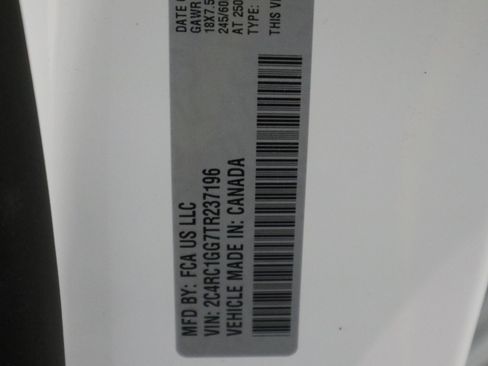 DATE O
GAWR
18X7.5
245/60
AT 250
TYPE:
THIS VE
MFD BY: FCA US LLC
VIN: 2C4RC1GG7TR237196
VEHICLE MADE IN: CANADA